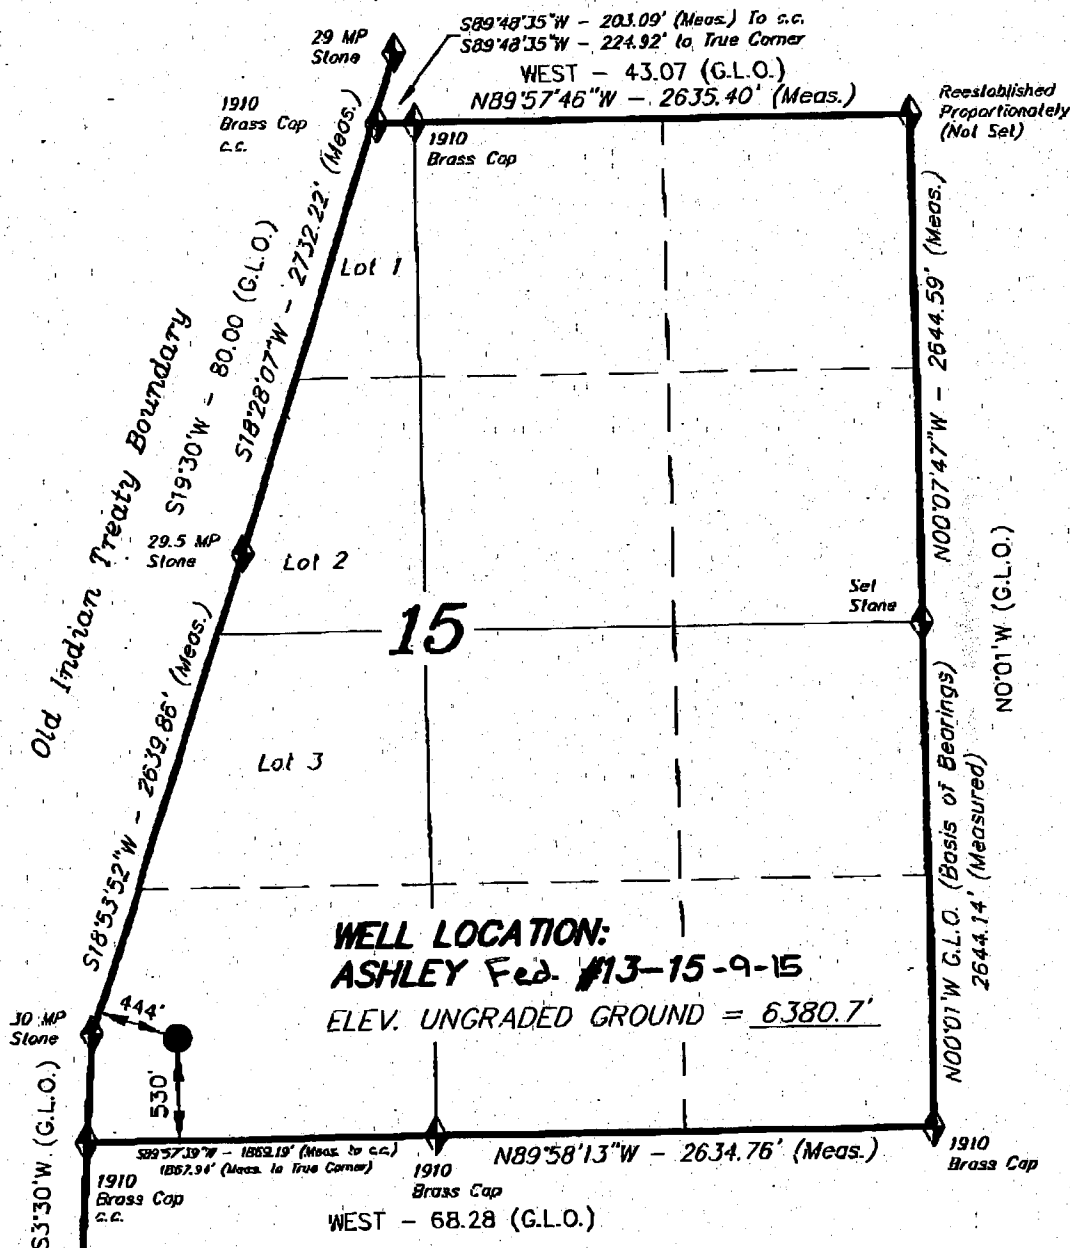 S89°48'35"W - 203.09' (Meas.) To c.c.
S89°48'35"W - 224.92' to True Corner
WEST - 43.07 (G.L.O.)
N89°57'46"W - 2635.40' (Meas.)
29 MP
Stone
1910
Brass Cap
c.c.
1910
Brass Cap
Reestablished
Proportionately
(Not Set)
Old Indian Treaty Boundary
S19°30'W - 80.00 (G.L.O.)
S18°28'07"W - 2732.22' (Meas.)
Lot 1
N00°07'47"W - 2644.59' (Meas.)
29.5 MP
Stone
Lot 2
15
Set
Stone
N0°01'W (G.L.O.)
S18°53'52"W - 2639.86' (Meas.)
Lot 3
N00°01'W G.L.O. (Basis of Bearings)
2644.14' (Measured)
WELL LOCATION:
ASHLEY Fed. #13-15-9-15
ELEV. UNGRADED GROUND = 6380.7'
444'
30 MP
Stone
530'
S3°30'W (G.L.O.)
S89°57'39"W - 1869.19' (Meas. to c.c.)
1867.94' (Meas. to True Corner)
N89°58'13"W - 2634.76' (Meas.)
1910
Brass Cap
c.c.
1910
Brass Cap
1910
Brass Cap
WEST - 68.28 (G.L.O.)